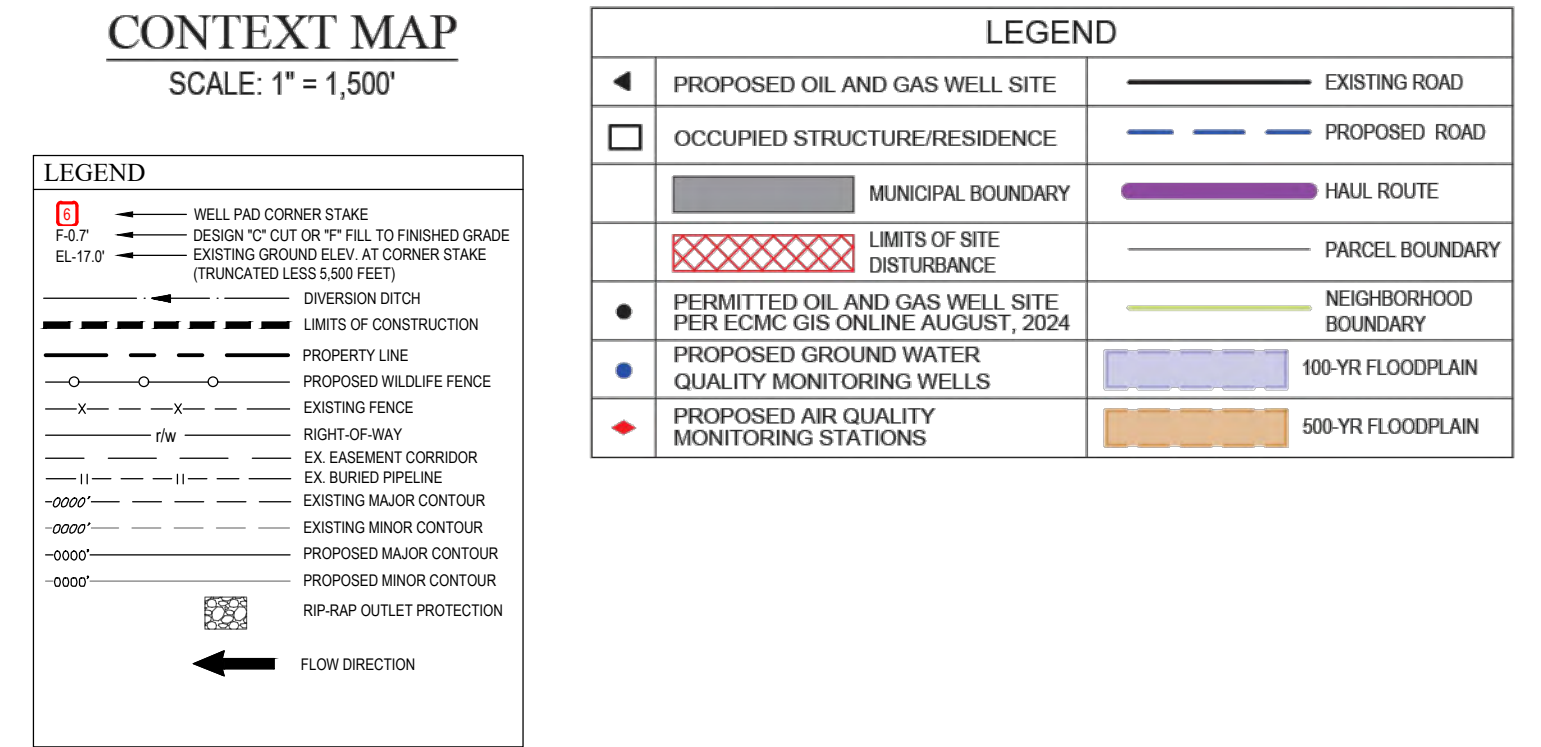 CONTEXT MAP
SCALE: 1" = 1,500'
LEGEND
6
WELL PAD CORNER STAKE
F-0.7'
DESIGN "C" CUT OR "F" FILL TO FINISHED GRADE
EL-17.0'
EXISTING GROUND ELEV. AT CORNER STAKE
(TRUNCATED LESS 5,500 FEET)
DIVERSION DITCH
LIMITS OF CONSTRUCTION
PROPERTY LINE
PROPOSED WILDLIFE FENCE
x x
EXISTING FENCE
r/w
RIGHT-OF-WAY
EX. EASEMENT CORRIDOR
EX. BURIED PIPELINE
0000'
EXISTING MAJOR CONTOUR
0000'
EXISTING MINOR CONTOUR
0000'
PROPOSED MAJOR CONTOUR
0000'
PROPOSED MINOR CONTOUR
RIP-RAP OUTLET PROTECTION
FLOW DIRECTION
LEGEND
PROPOSED OIL AND GAS WELL SITE
EXISTING ROAD
OCCUPIED STRUCTURE/RESIDENCE
PROPOSED ROAD
MUNICIPAL BOUNDARY
HAUL ROUTE
LIMITS OF SITE
DISTURBANCE
PARCEL BOUNDARY
PERMITTED OIL AND GAS WELL SITE
PER ECMC GIS ONLINE AUGUST, 2024
NEIGHBORHOOD
BOUNDARY
PROPOSED GROUND WATER
QUALITY MONITORING WELLS
100-YR FLOODPLAIN
PROPOSED AIR QUALITY
MONITORING STATIONS
500-YR FLOODPLAIN